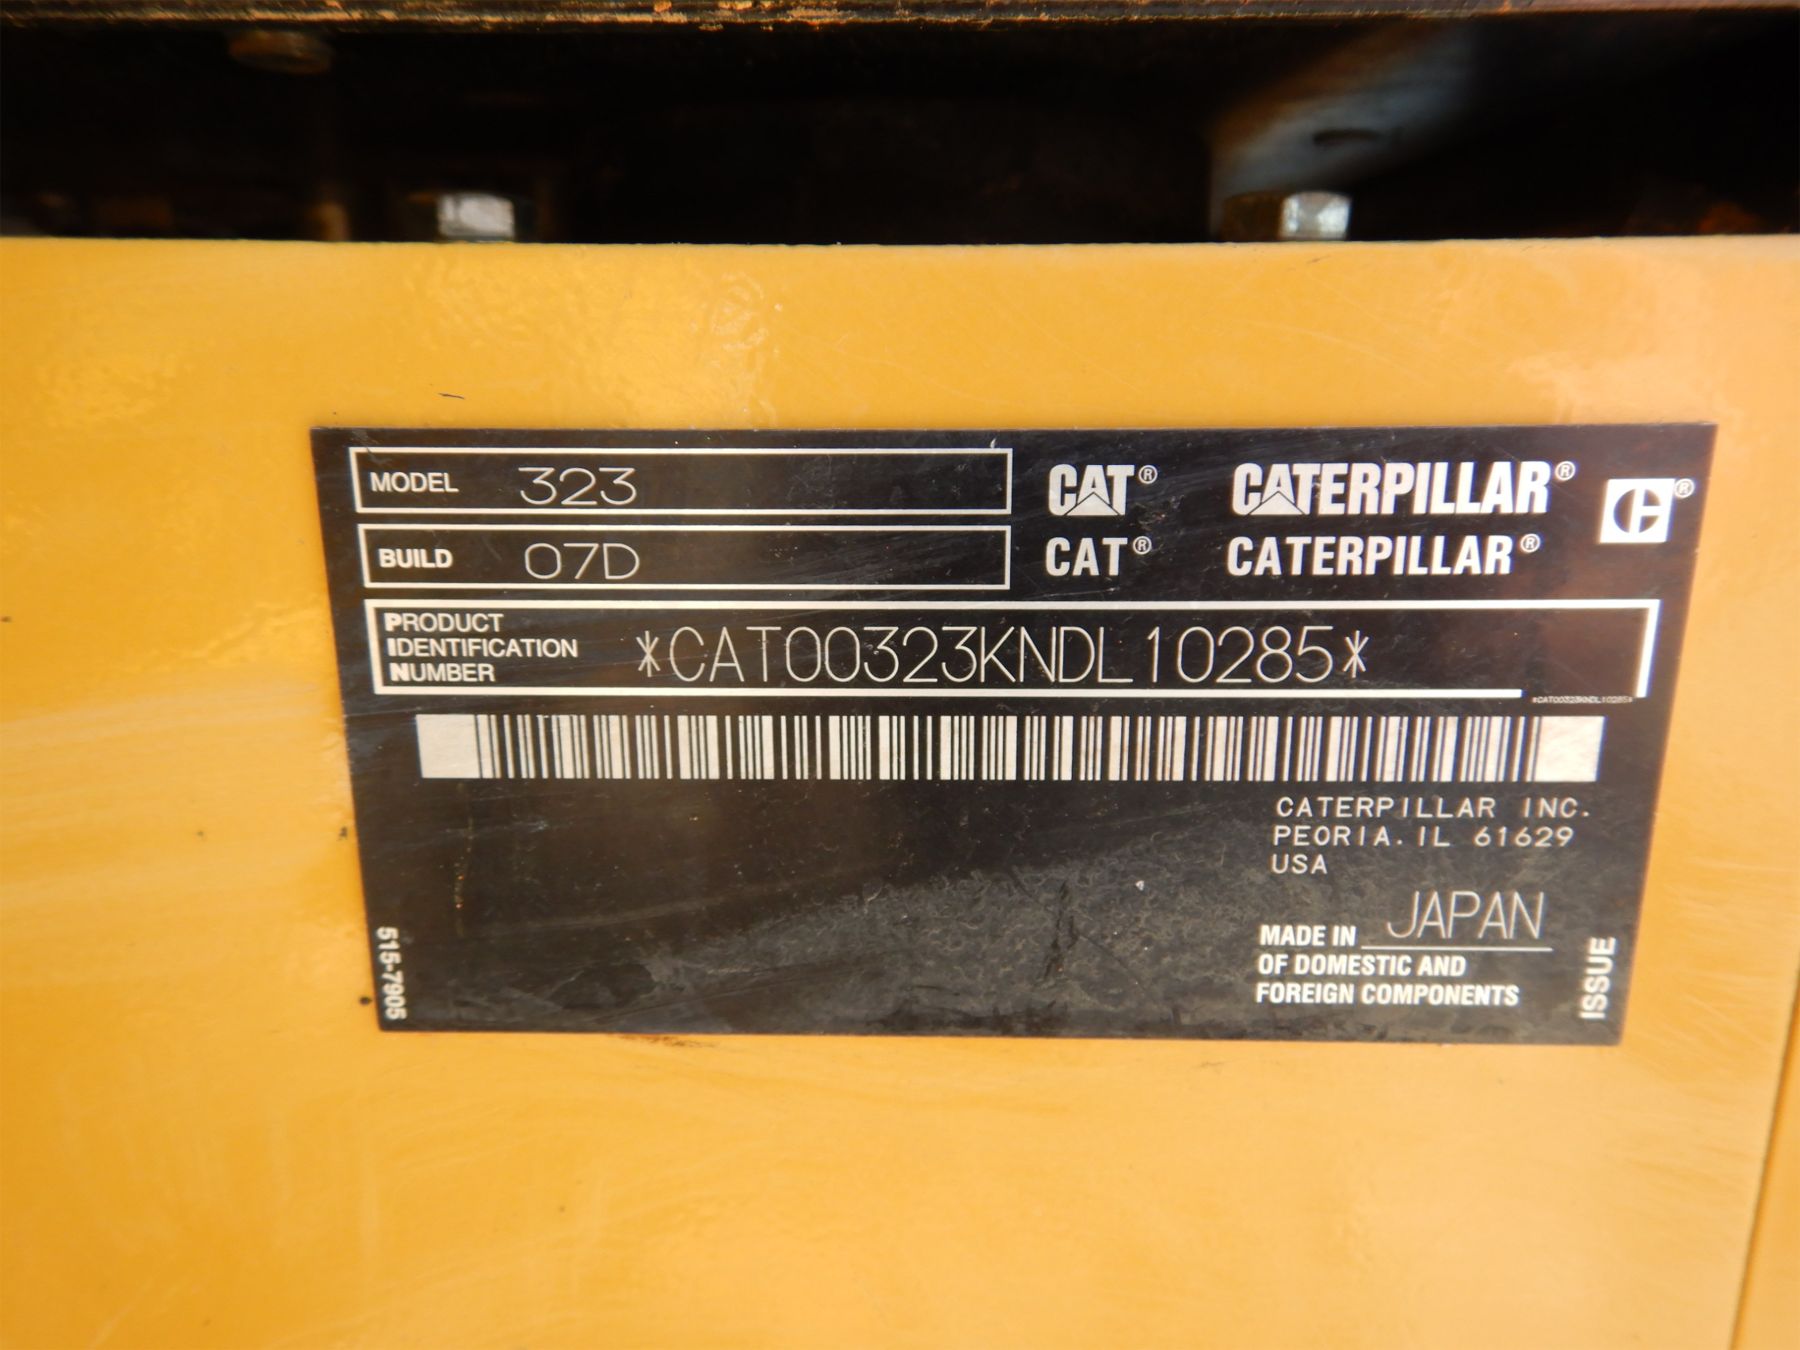 MODEL 323
BUILD 07D
CAT® CATERPILLAR® C®
CAT® CATERPILLAR®
PRODUCT
IDENTIFICATION
NUMBER
*CAT00323KNDL10285*
*CAT00323KNDL10285*
CATERPILLAR INC.
PEORIA. IL 61629
USA
MADE IN JAPAN
OF DOMESTIC AND
FOREIGN COMPONENTS
515-7905
ISSUE